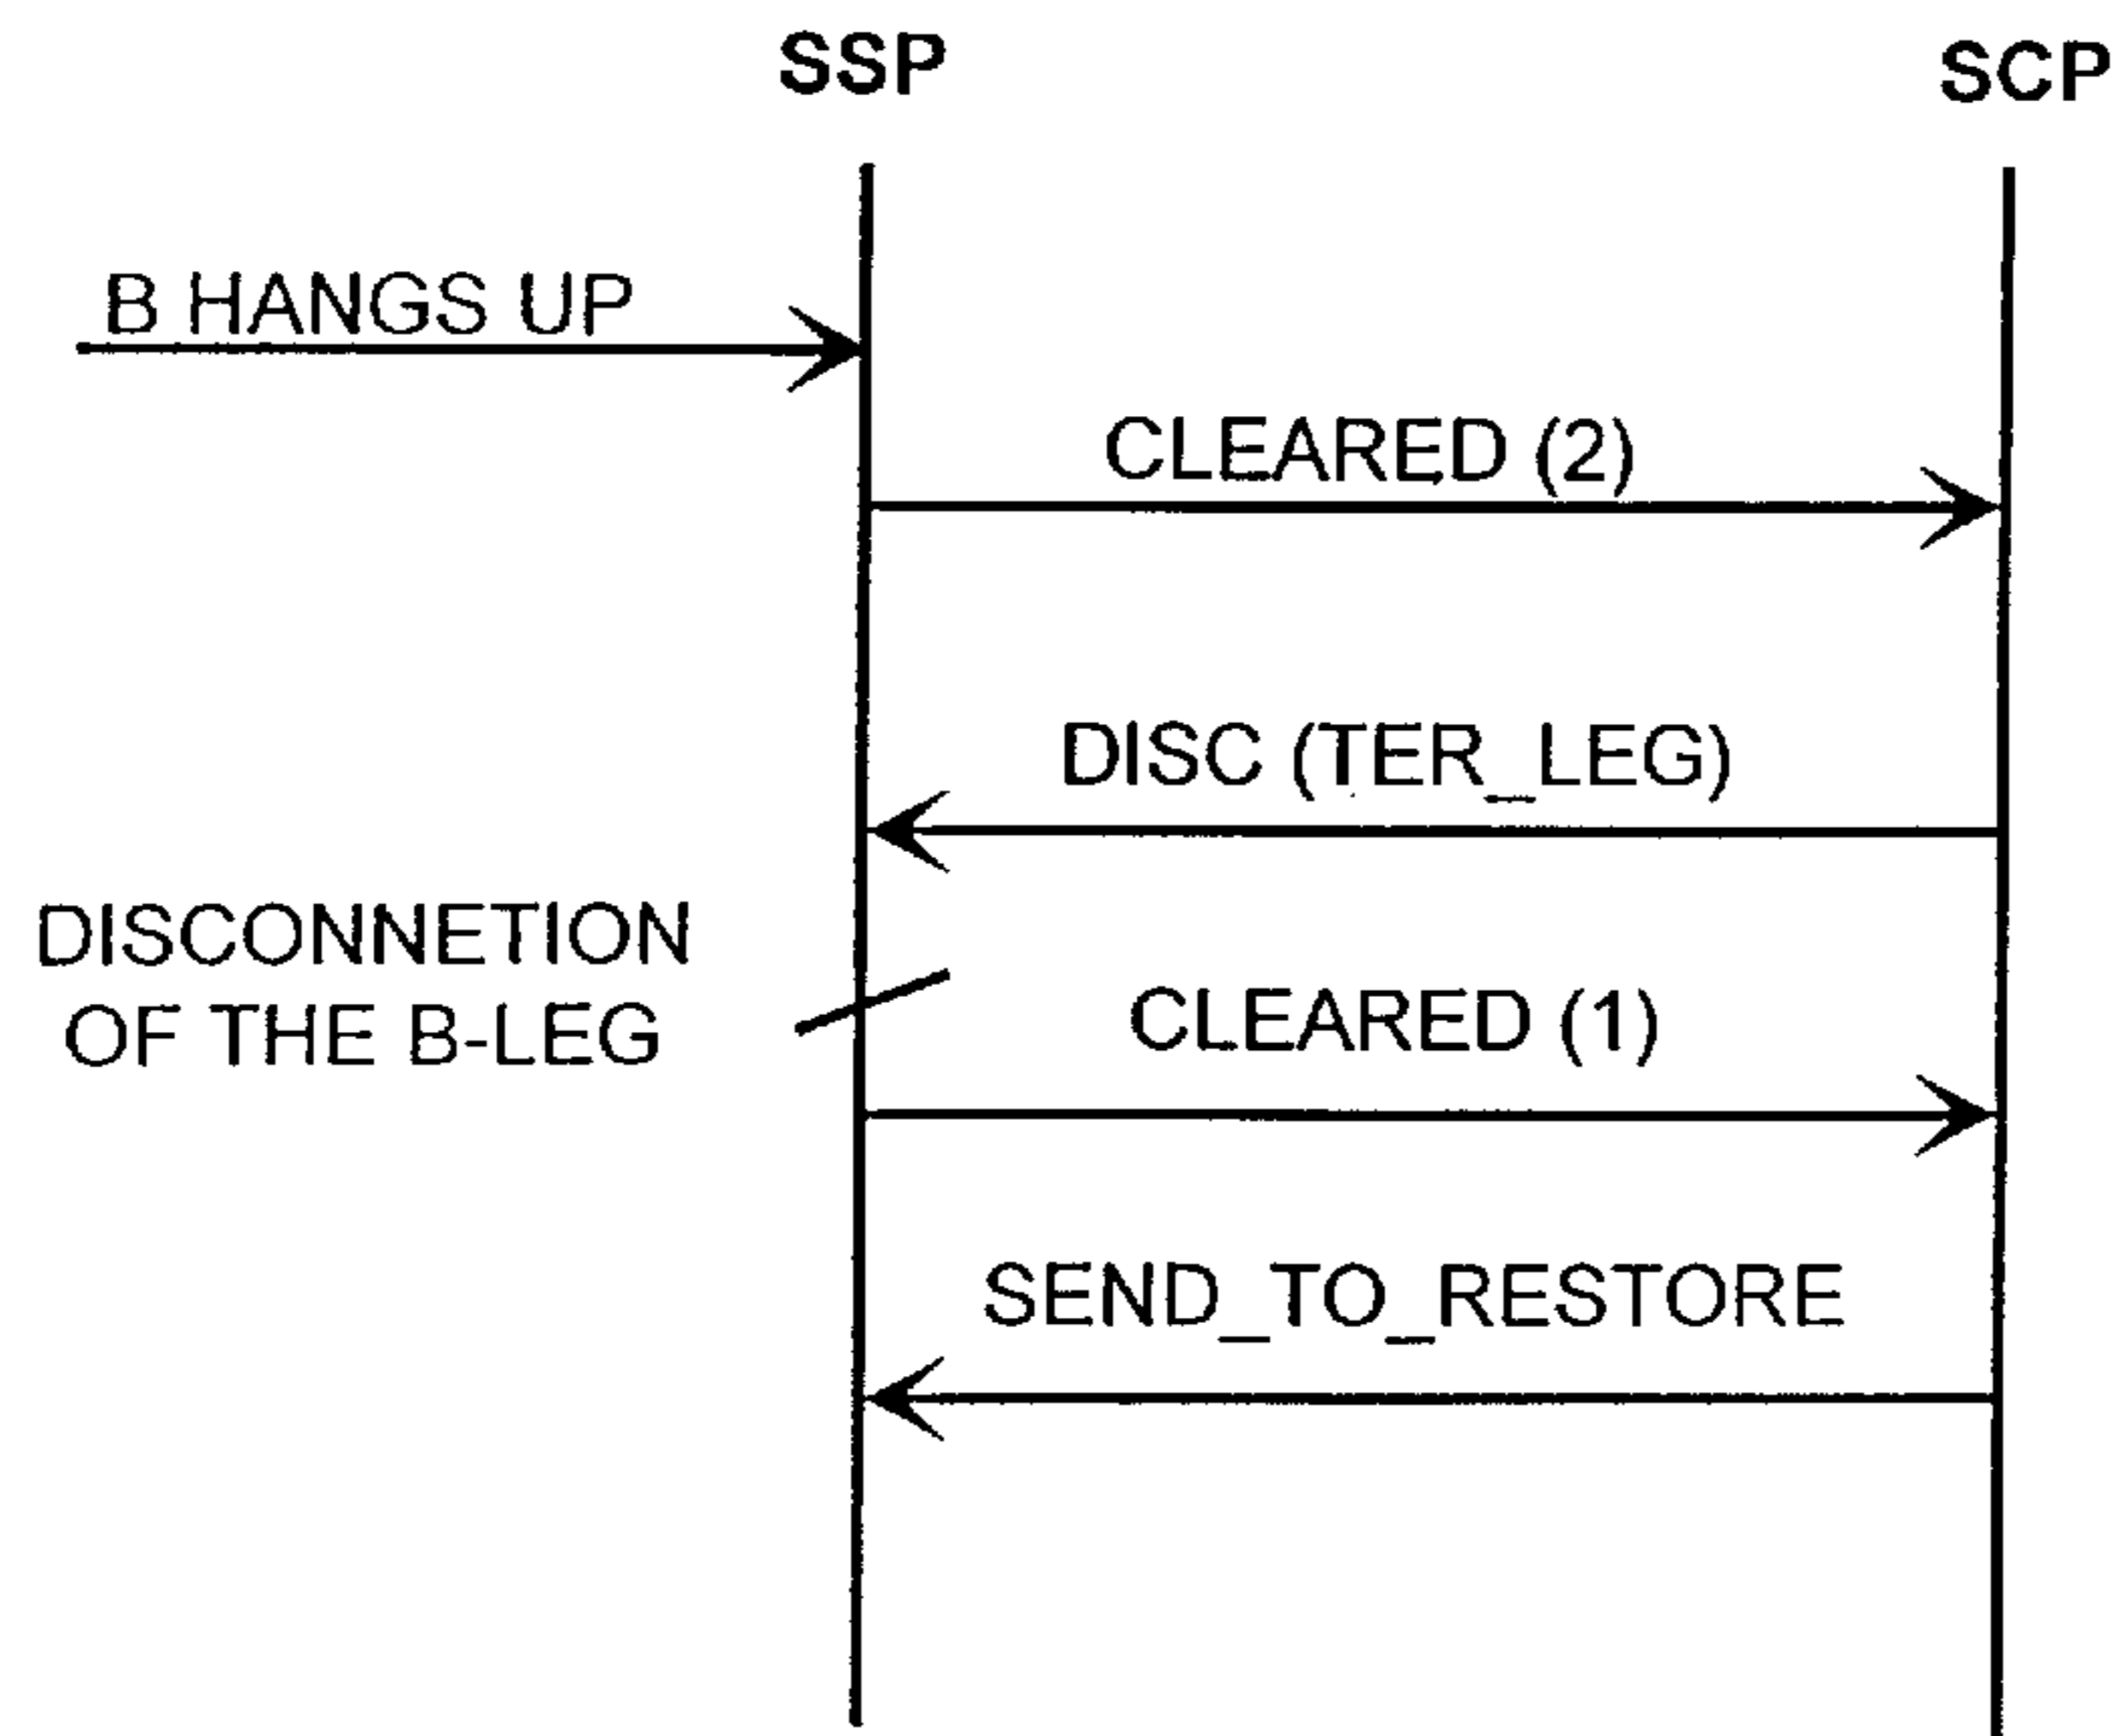 SSP
SCP
B HANGS UP
CLEARED (2)
DISC (TER_LEG)
DISCONNETION
OF THE B-LEG
CLEARED (1)
SEND_TO_RESTORE